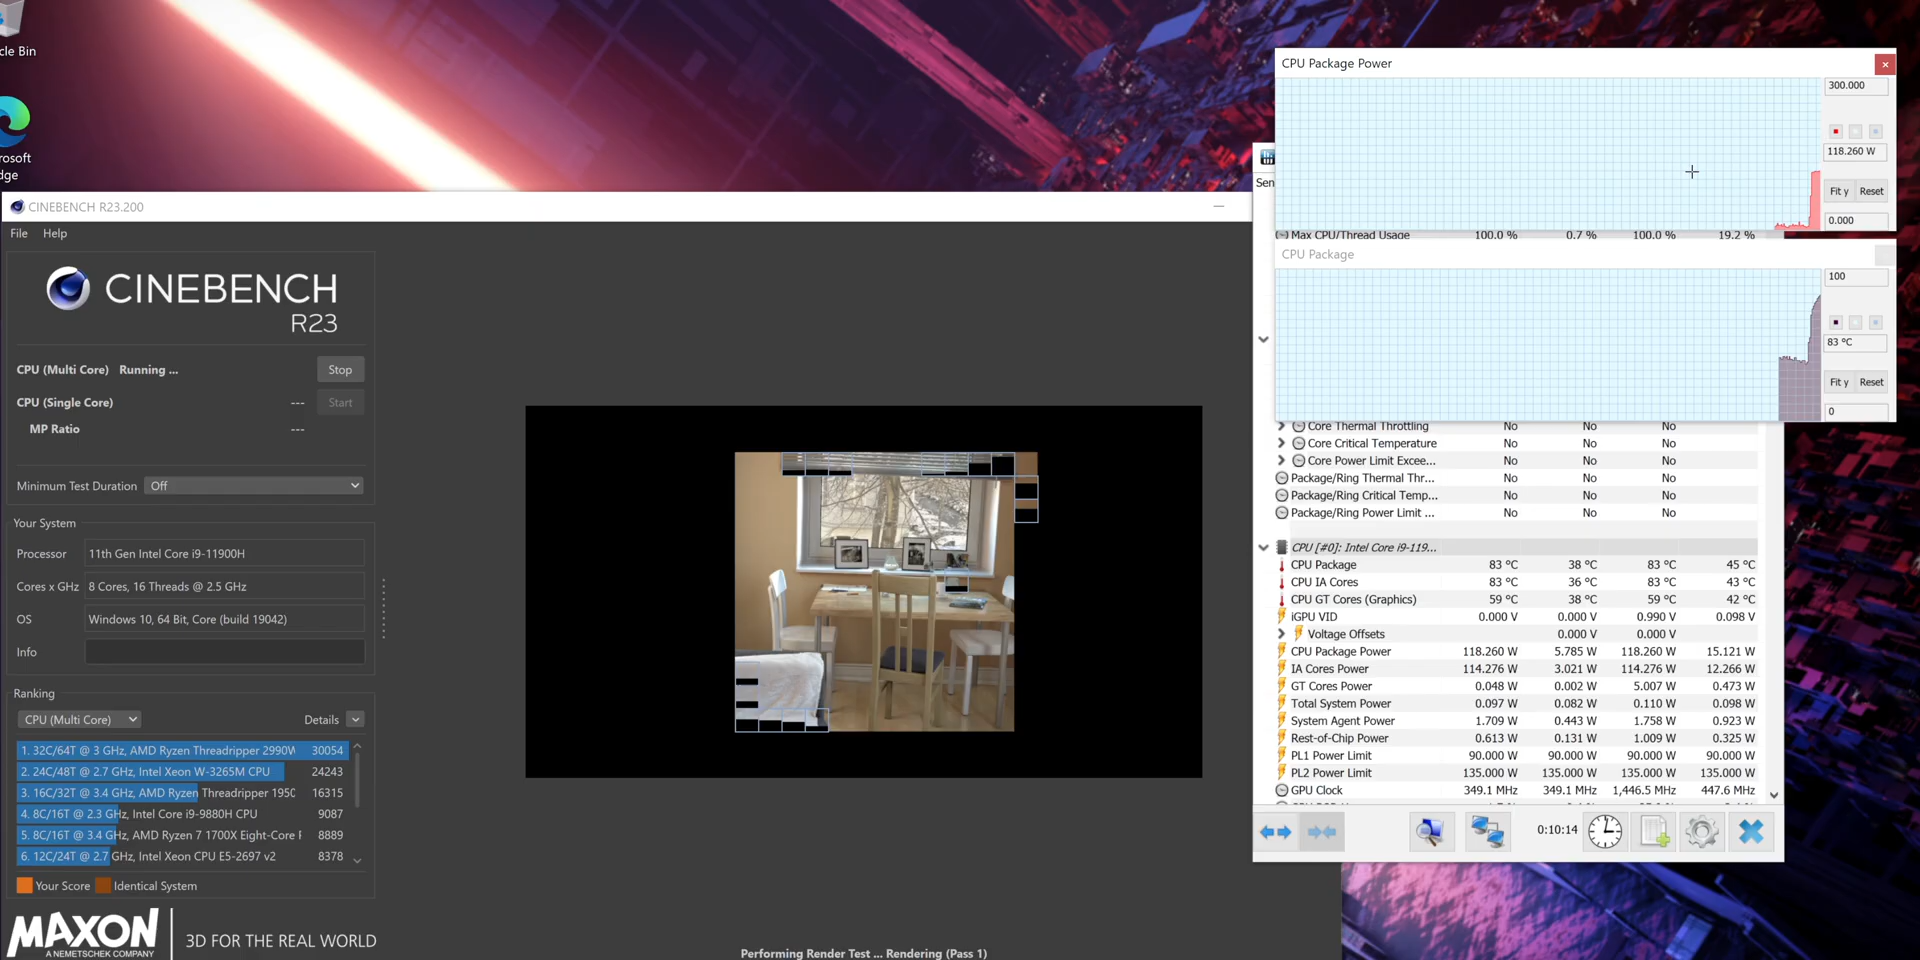 cle Bin
rosoft
dge
CINEBENCH R23.200
File Help
CINEBENCH
R23
CPU (Multi Core) Running ... Stop
CPU (Single Core) --- Start
MP Ratio ---
Minimum Test Duration Off
Your System
Processor 11th Gen Intel Core i9-11900H
Cores x GHz 8 Cores, 16 Threads @ 2.5 GHz
OS Windows 10, 64 Bit, Core (build 19042)
Info
Ranking
CPU (Multi Core) Details
1. 32C/64T @ 3 GHz, AMD Ryzen Threadripper 2990W 30054
2. 24C/48T @ 2.7 GHz, Intel Xeon W-3265M CPU 24243
3. 16C/32T @ 3.4 GHz, AMD Ryzen Threadripper 195C 16315
4. 8C/16T @ 2.3 GHz, Intel Core i9-9880H CPU 9087
5. 8C/16T @ 3.4 GHz, AMD Ryzen 7 1700X Eight-Core F 8889
6. 12C/24T @ 2.7 GHz, Intel Xeon CPU E5-2697 v2 8378
Your Score Identical System
MAXON
A NEMETSCHEK COMPANY
3D FOR THE REAL WORLD
Performing Render Test ... Rendering (Pass 1)
CPU Package Power
300.000
118.260 W
Fit y Reset
0.000
Sen
Max CPU/Thread Usage 100.0 % 0.7 % 100.0 % 19.2 %
CPU Package
100
83 °C
Fit y Reset
0
Core Thermal Throttling No No No
Core Critical Temperature No No No
Core Power Limit Excee... No No No
Package/Ring Thermal Thr... No No No
Package/Ring Critical Temp... No No No
Package/Ring Power Limit ... No No No
CPU [#0]: Intel Core i9-119...
CPU Package 83 °C 38 °C 83 °C 45 °C
CPU IA Cores 83 °C 36 °C 83 °C 43 °C
CPU GT Cores (Graphics) 59 °C 38 °C 59 °C 42 °C
iGPU VID 0.000 V 0.000 V 0.990 V 0.098 V
Voltage Offsets 0.000 V 0.000 V
CPU Package Power 118.260 W 5.785 W 118.260 W 15.121 W
IA Cores Power 114.276 W 3.021 W 114.276 W 12.266 W
GT Cores Power 0.048 W 0.002 W 5.007 W 0.473 W
Total System Power 0.097 W 0.082 W 0.110 W 0.098 W
System Agent Power 1.709 W 0.443 W 1.758 W 0.923 W
Rest-of-Chip Power 0.613 W 0.131 W 1.009 W 0.325 W
PL1 Power Limit 90.000 W 90.000 W 90.000 W 90.000 W
PL2 Power Limit 135.000 W 135.000 W 135.000 W 135.000 W
GPU Clock 349.1 MHz 349.1 MHz 1,446.5 MHz 447.6 MHz
0:10:14